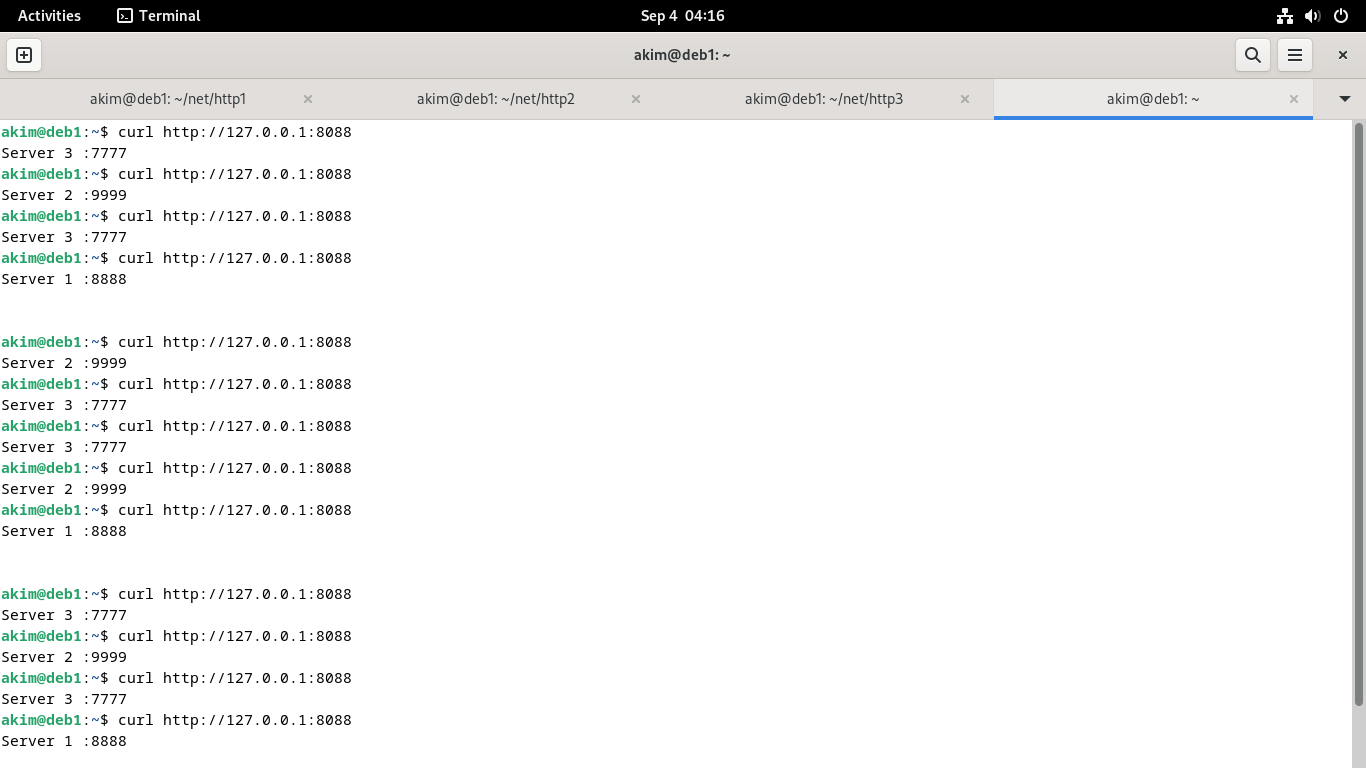 Activities Terminal Sep 4 04:16
akim@deb1: ~
akim@deb1: ~/net/http1 akim@deb1: ~/net/http2 akim@deb1: ~/net/http3 akim@deb1: ~
akim@deb1:~$ curl http://127.0.0.1:8088
Server 3 :7777
akim@deb1:~$ curl http://127.0.0.1:8088
Server 2 :9999
akim@deb1:~$ curl http://127.0.0.1:8088
Server 3 :7777
akim@deb1:~$ curl http://127.0.0.1:8088
Server 1 :8888
akim@deb1:~$ curl http://127.0.0.1:8088
Server 2 :9999
akim@deb1:~$ curl http://127.0.0.1:8088
Server 3 :7777
akim@deb1:~$ curl http://127.0.0.1:8088
Server 3 :7777
akim@deb1:~$ curl http://127.0.0.1:8088
Server 2 :9999
akim@deb1:~$ curl http://127.0.0.1:8088
Server 1 :8888
akim@deb1:~$ curl http://127.0.0.1:8088
Server 3 :7777
akim@deb1:~$ curl http://127.0.0.1:8088
Server 2 :9999
akim@deb1:~$ curl http://127.0.0.1:8088
Server 3 :7777
akim@deb1:~$ curl http://127.0.0.1:8088
Server 1 :8888